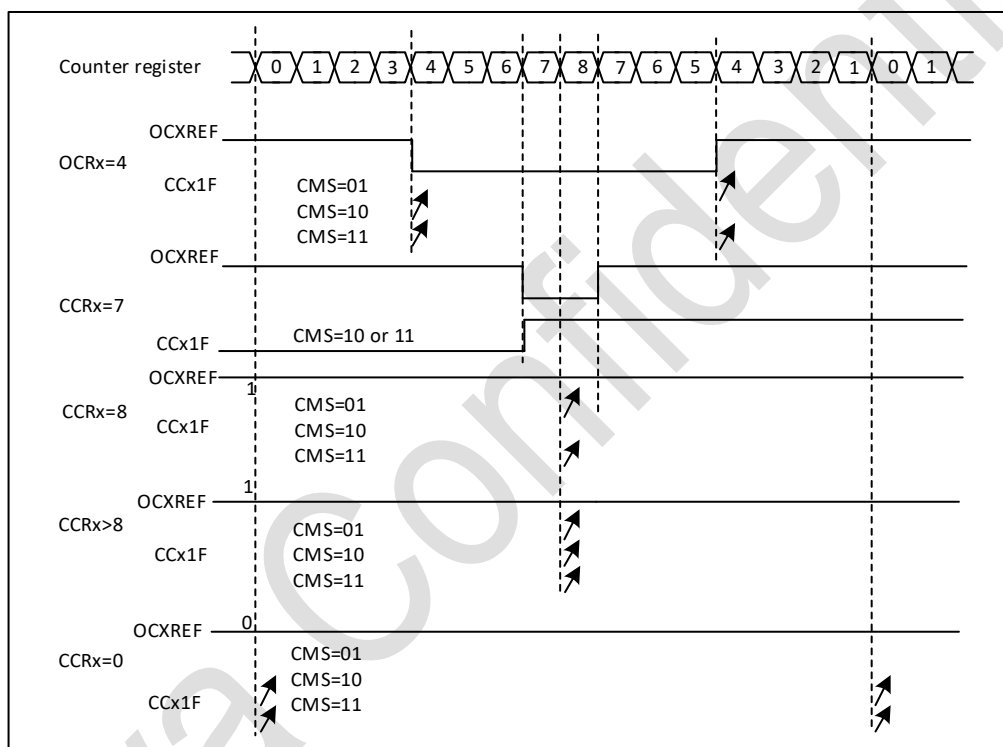 Counter register 0 1 2 3 4 5 6 7 8 7 6 5 4 3 2 1 0 1
OCXREF
OCRx=4
CCx1F CMS=01
CMS=10
CMS=11
OCXREF
CCRx=7
CCx1F CMS=10 or 11
OCXREF 1
CCRx=8 CMS=01
CCx1F CMS=10
CMS=11
OCXREF 1
CCRx>8 CMS=01
CCx1F CMS=10
CMS=11
OCXREF 0
CCRx=0 CMS=01
CMS=10
CCx1F CMS=11
Confident